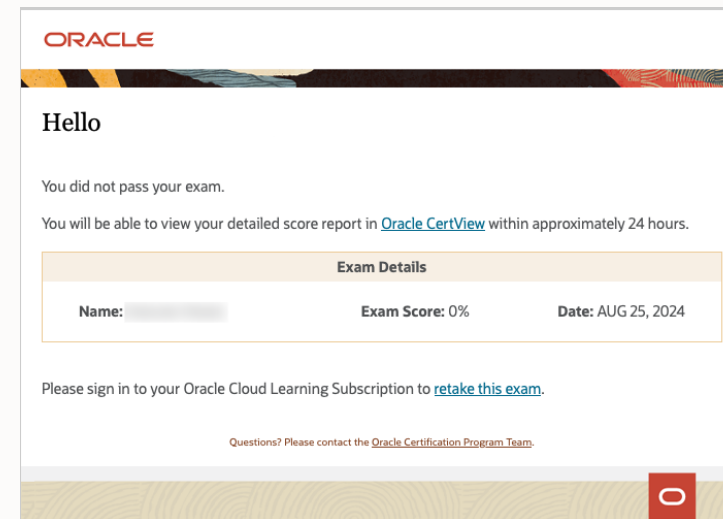 ORACLE
Hello
You did not pass your exam.
You will be able to view your detailed score report in Oracle CertView within approximately 24 hours.
Exam Details
Name: Exam Score: 0% Date: AUG 25, 2024
Please sign in to your Oracle Cloud Learning Subscription to retake this exam.
Questions? Please contact the Oracle Certification Program Team.